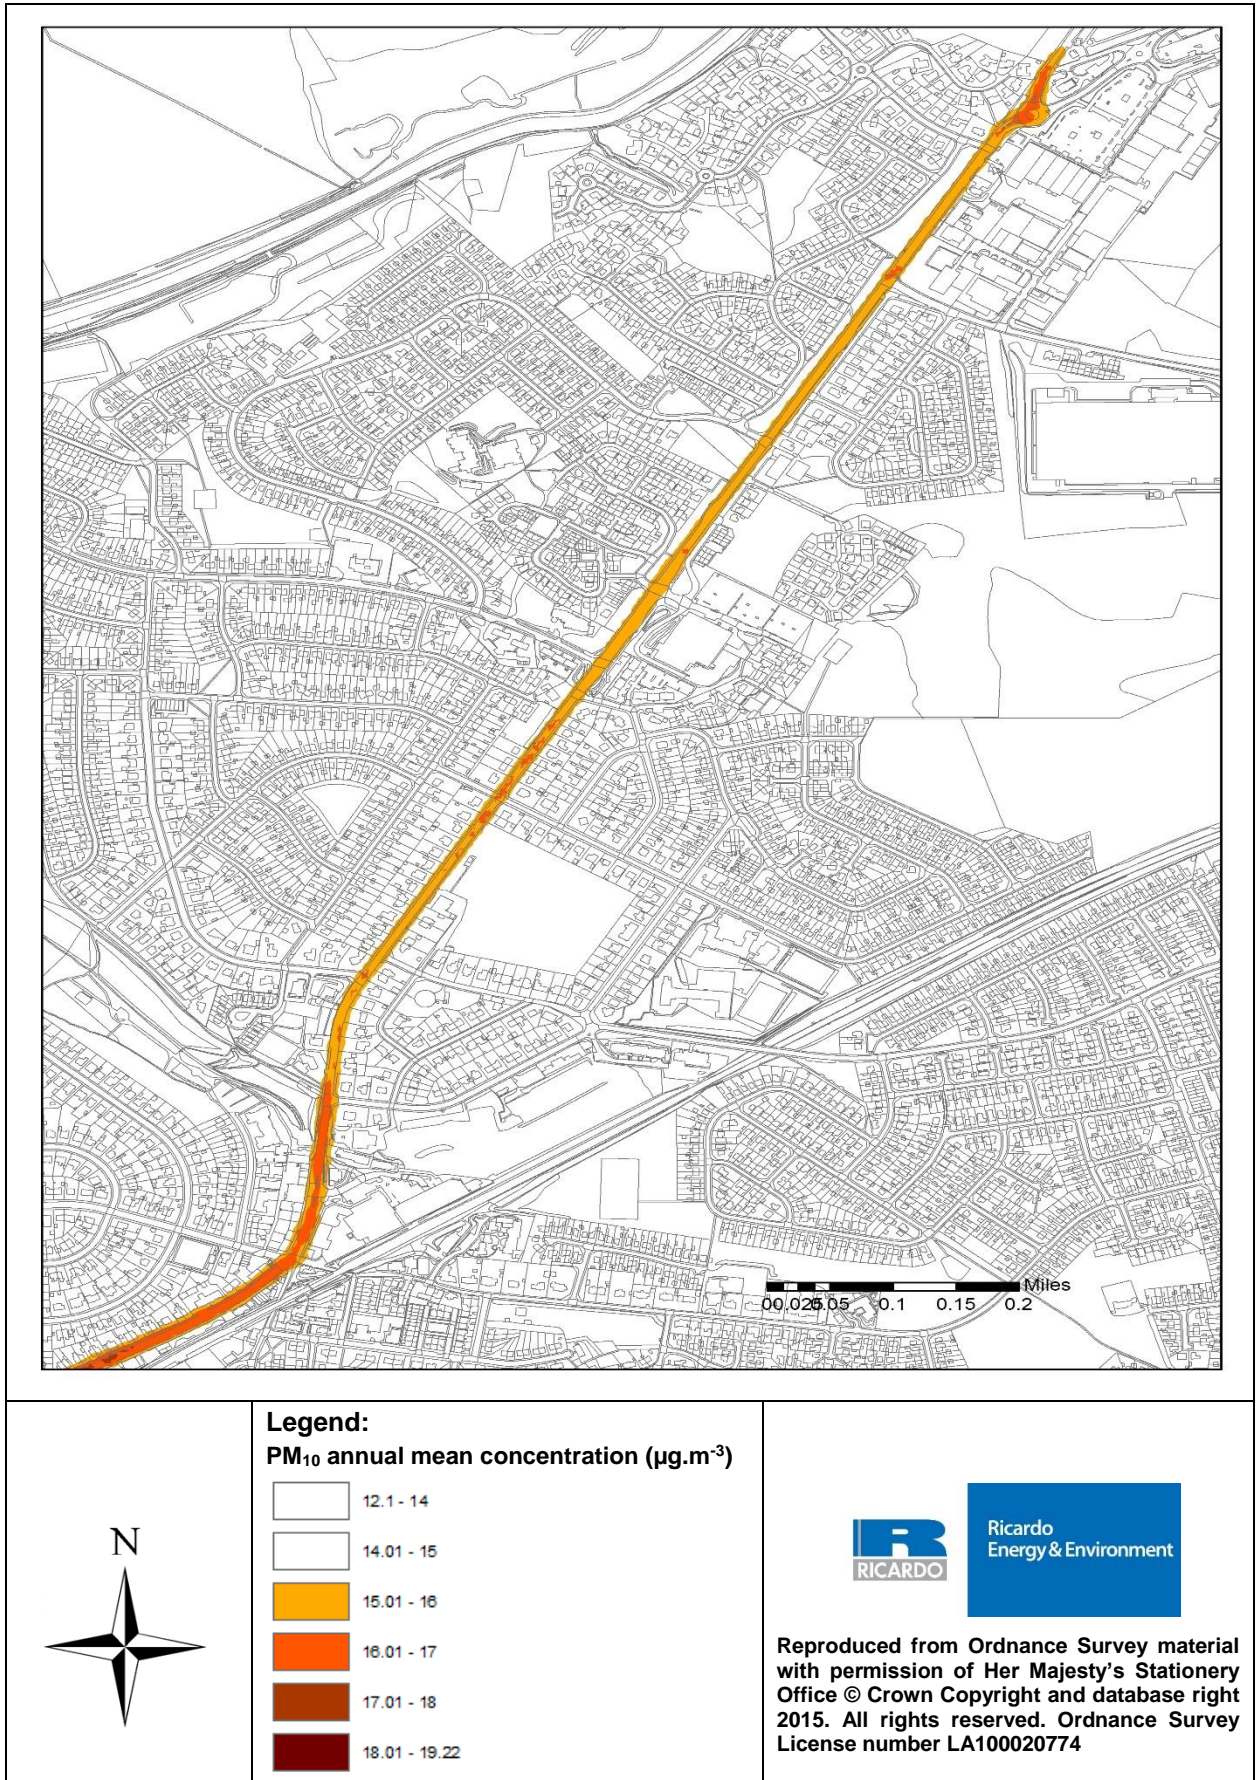 Miles
00.0250.05 0.1 0.15 0.2
N
Legend:
PM10 annual mean concentration (µg.m-3)
12.1 - 14
14.01 - 15
15.01 - 16
16.01 - 17
17.01 - 18
18.01 - 19.22
R
RICARDO
Ricardo
Energy & Environment
Reproduced from Ordnance Survey material
with permission of Her Majesty's Stationery
Office © Crown Copyright and database right
2015. All rights reserved. Ordnance Survey
License number LA100020774